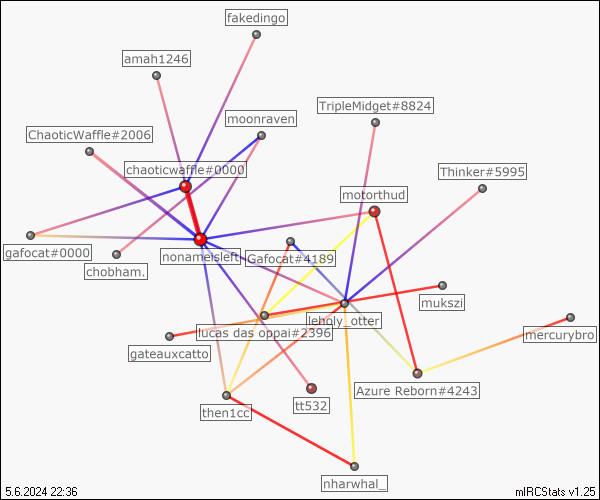 fakedingo
amah1246
TripleMidget#8824
moonraven
ChaoticWaffle#2006
chaoticwaffle#0000
Thinker#5995
motorthud
gafocat#0000
nonameisleft
Gafocat#4189
chobham.
mukszi
leholy_otter
lucas das oppai#2396
mercurybro
gateauxcatto
Azure Reborn#4243
tt532
then1cc
nharwhal_
5.6.2024 22:36
mIRCStats v1.25